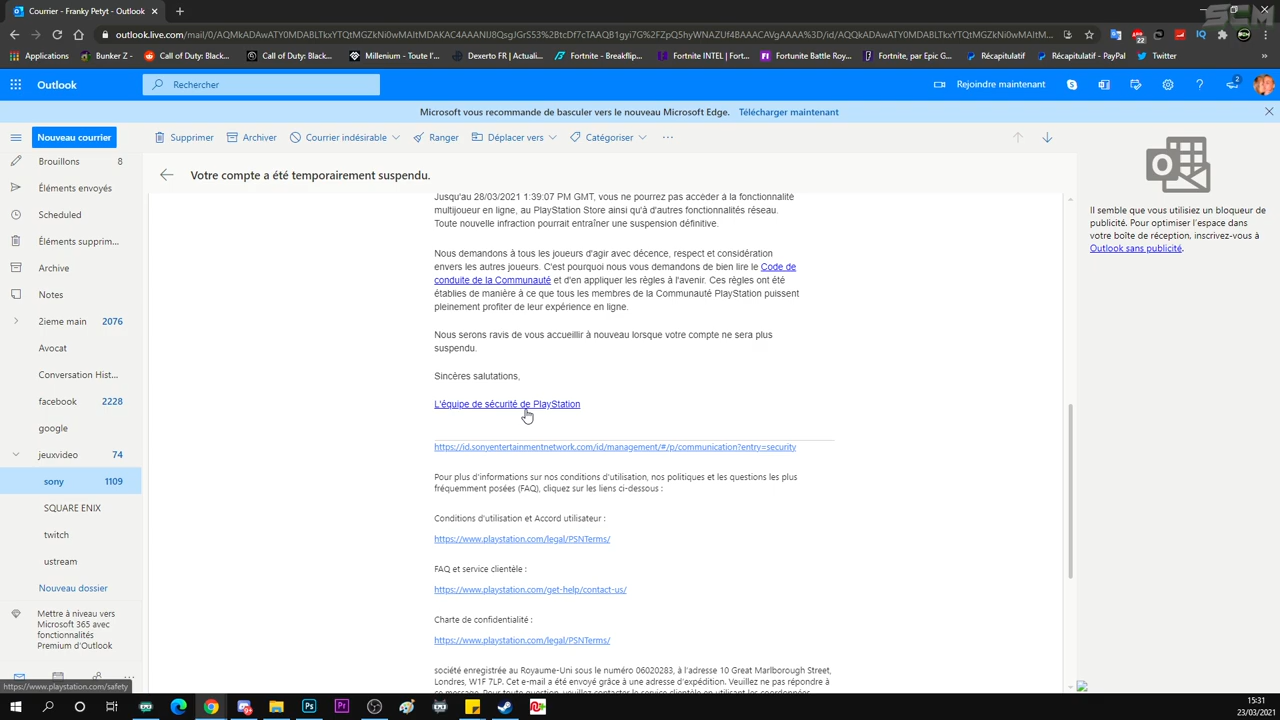 Courrier - Franky Petyt - Outlook
SCM
outlook.live.com/mail/0/
22
Applications
Bunker Z -
Call of Duty: Black...
Call of Duty: Black...
Millenium - Toute l'...
Dexerto FR | Actuali...
Fortnite - Breakflip...
Fortnite INTEL | Fort...
Fortunite Battle Roy...
Fortnite, par Epic G...
Récapitulatif
Récapitulatif - PayPal
Twitter
Outlook
Rechercher
Rejoindre maintenant
2
Microsoft vous recommande de basculer vers le nouveau Microsoft Edge. Télécharger maintenant
Nouveau courrier
Supprimer
Archiver
Courrier indésirable
Ranger
Déplacer vers
Catégoriser
Brouillons 8
Éléments envoyés
Scheduled
Éléments supprim...
Archive
Notes
2ieme main 2076
Avocat
Conversation Hist...
facebook 2228
google
jeuxvideo 74
sony 1109
SQUARE ENIX
twitch
ustream
Nouveau dossier
Mettre à niveau vers
Microsoft 365 avec
fonctionnalités
Premium d'Outlook
Votre compte a été temporairement suspendu.
Jusqu'au 28/03/2021 1:39:07 PM GMT, vous ne pourrez pas accéder à la fonctionnalité
multijoueur en ligne, au PlayStation Store ainsi qu'à d'autres fonctionnalités réseau.
Toute nouvelle infraction pourrait entraîner une suspension définitive.
Nous demandons à tous les joueurs d'agir avec décence, respect et considération
envers les autres joueurs. C'est pourquoi nous vous demandons de bien lire le Code de
conduite de la Communauté et d'en appliquer les règles à l'avenir. Ces règles ont été
établies de manière à ce que tous les membres de la Communauté PlayStation puissent
pleinement profiter de leur expérience en ligne.
Nous serons ravis de vous accueillir à nouveau lorsque votre compte ne sera plus
suspendu.
Sincères salutations,
L'équipe de sécurité de PlayStation
https://id.sonyentertainmentnetwork.com/id/management/#/p/communication?entry=security
Pour plus d'informations sur nos conditions d'utilisation, nos politiques et les questions les plus
fréquemment posées (FAQ), cliquez sur les liens ci-dessous :
Conditions d'utilisation et Accord utilisateur :
https://www.playstation.com/legal/PSNTerms/
FAQ et service clientèle :
https://www.playstation.com/get-help/contact-us/
Charte de confidentialité :
https://www.playstation.com/legal/PSNTerms/
société enregistrée au Royaume-Uni sous le numéro 06020283, à l'adresse 10 Great Marlborough Street,
Londres, W1F 7LP. Cet e-mail a été envoyé grâce à une adresse d'expédition. Veuillez ne pas répondre à
ce message. Pour toute question, veuillez contacter le service clientèle en utilisant les coordonnées
Il semble que vous utilisiez un bloqueur de
publicité. Pour optimiser l'espace dans
votre boîte de réception, inscrivez-vous à
Outlook sans publicité.
https://www.playstation.com/safety
15:31
23/03/2021